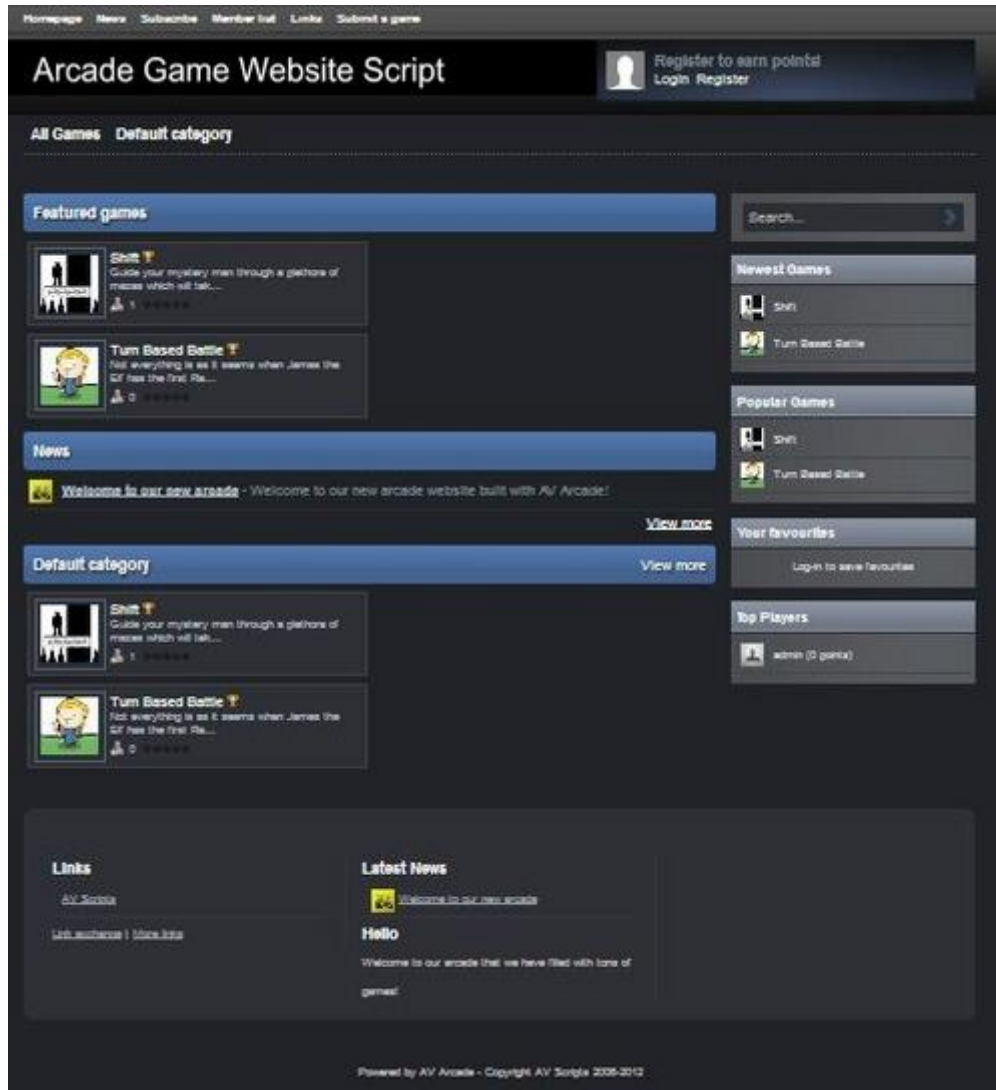 Homepage News Subscribe Member list Links Submit a game
Arcade Game Website Script
Register to earn points!
Login Register
All Games Default category
Featured games
Search...
Shift
Guide your mystery man through a plethora of
mazes which will tak...
1
Turn Based Battle
Not everything is as it seems when James the
Elf has the first Ra...
0
News
Welcome to our new arcade - Welcome to our new arcade website built with AV Arcade!
View more
Default category View more
Shift
Guide your mystery man through a plethora of
mazes which will tak...
1
Turn Based Battle
Not everything is as it seems when James the
Elf has the first Ra...
0
Newest Games
Shift
Turn Based Battle
Popular Games
Shift
Turn Based Battle
Your favourites
Log-in to save favourites
Top Players
admin (0 points)
Links
AV Scripts
Link exchange | More links
Latest News
Welcome to our new arcade
Hello
Welcome to our arcade that we have filled with tons of
games!
Powered by AV Arcade - Copyright AV Scripts 2006-2012